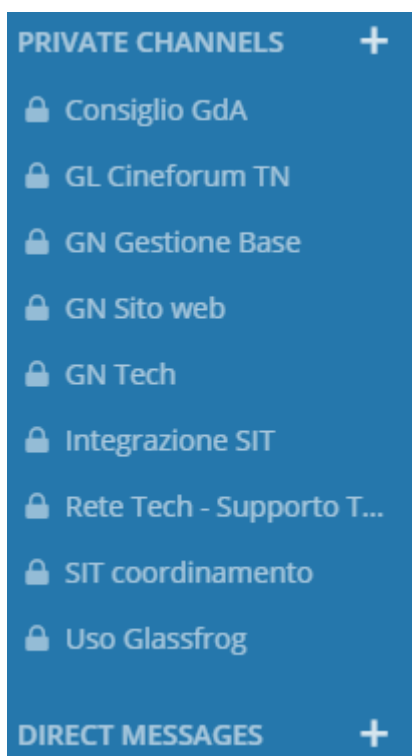 PRIVATE CHANNELS +
Consiglio GdA
GL Cineforum TN
GN Gestione Base
GN Sito web
GN Tech
Integrazione SIT
Rete Tech - Supporto T...
SIT coordinamento
Uso Glassfrog
DIRECT MESSAGES +